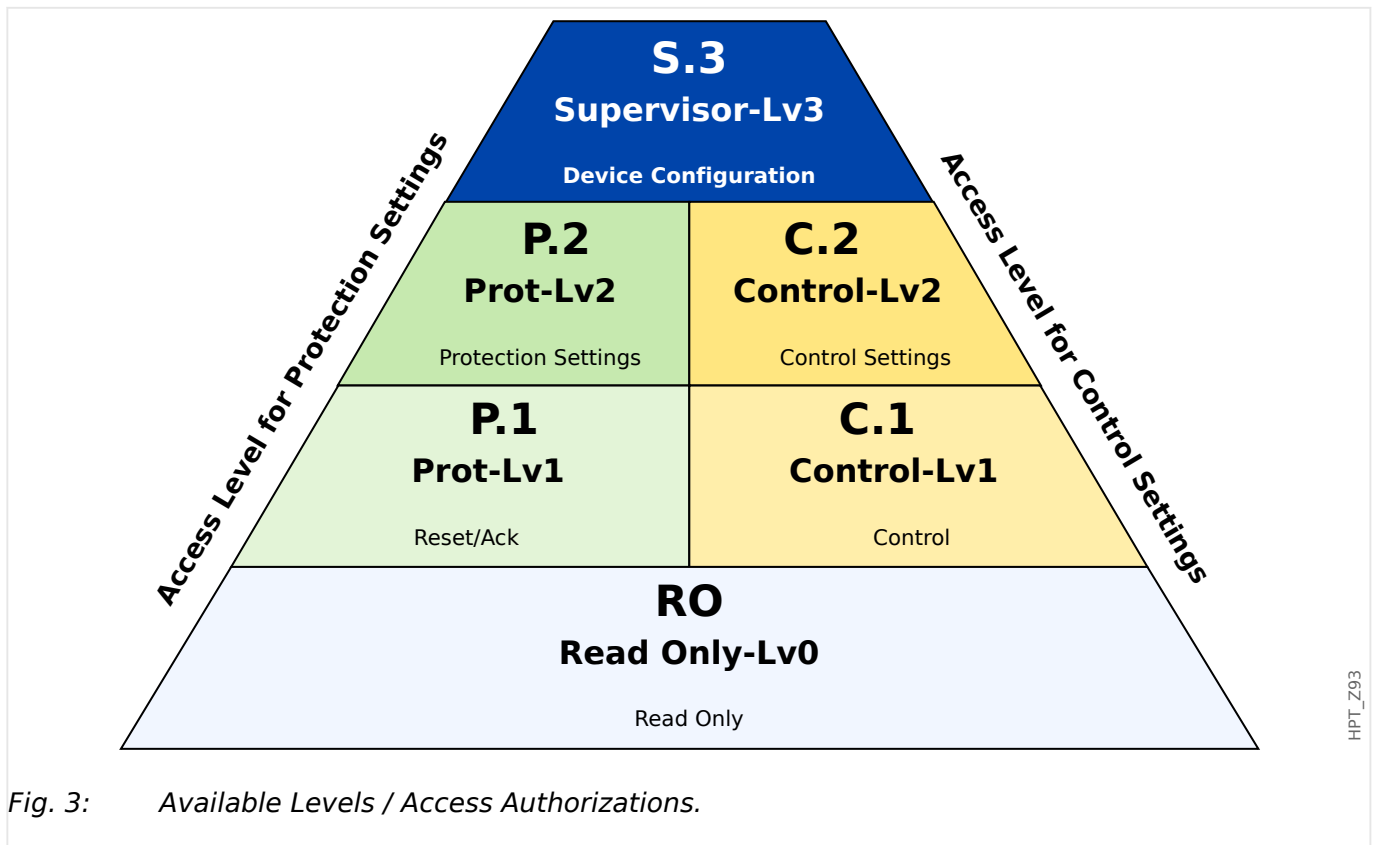 S.3
Supervisor-Lv3
Device Configuration
Access Level for Protection Settings
Access Level for Control Settings
P.2
Prot-Lv2
Protection Settings
C.2
Control-Lv2
Control Settings
P.1
Prot-Lv1
Reset/Ack
C.1
Control-Lv1
Control
RO
Read Only-Lv0
Read Only
HPT_Z93
Fig. 3: Available Levels / Access Authorizations.